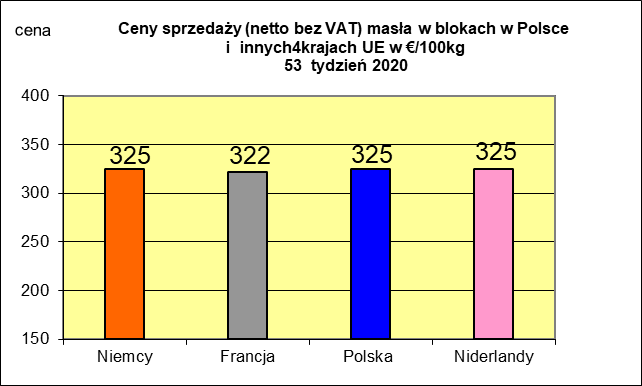 cena
Ceny sprzedaży (netto bez VAT) masła w blokach w Polsce
i innych4krajach UE w €/100kg
53 tydzień 2020
400
350
300
250
200
150
325
322
325
325
Niemcy
Francja
Polska
Niderlandy